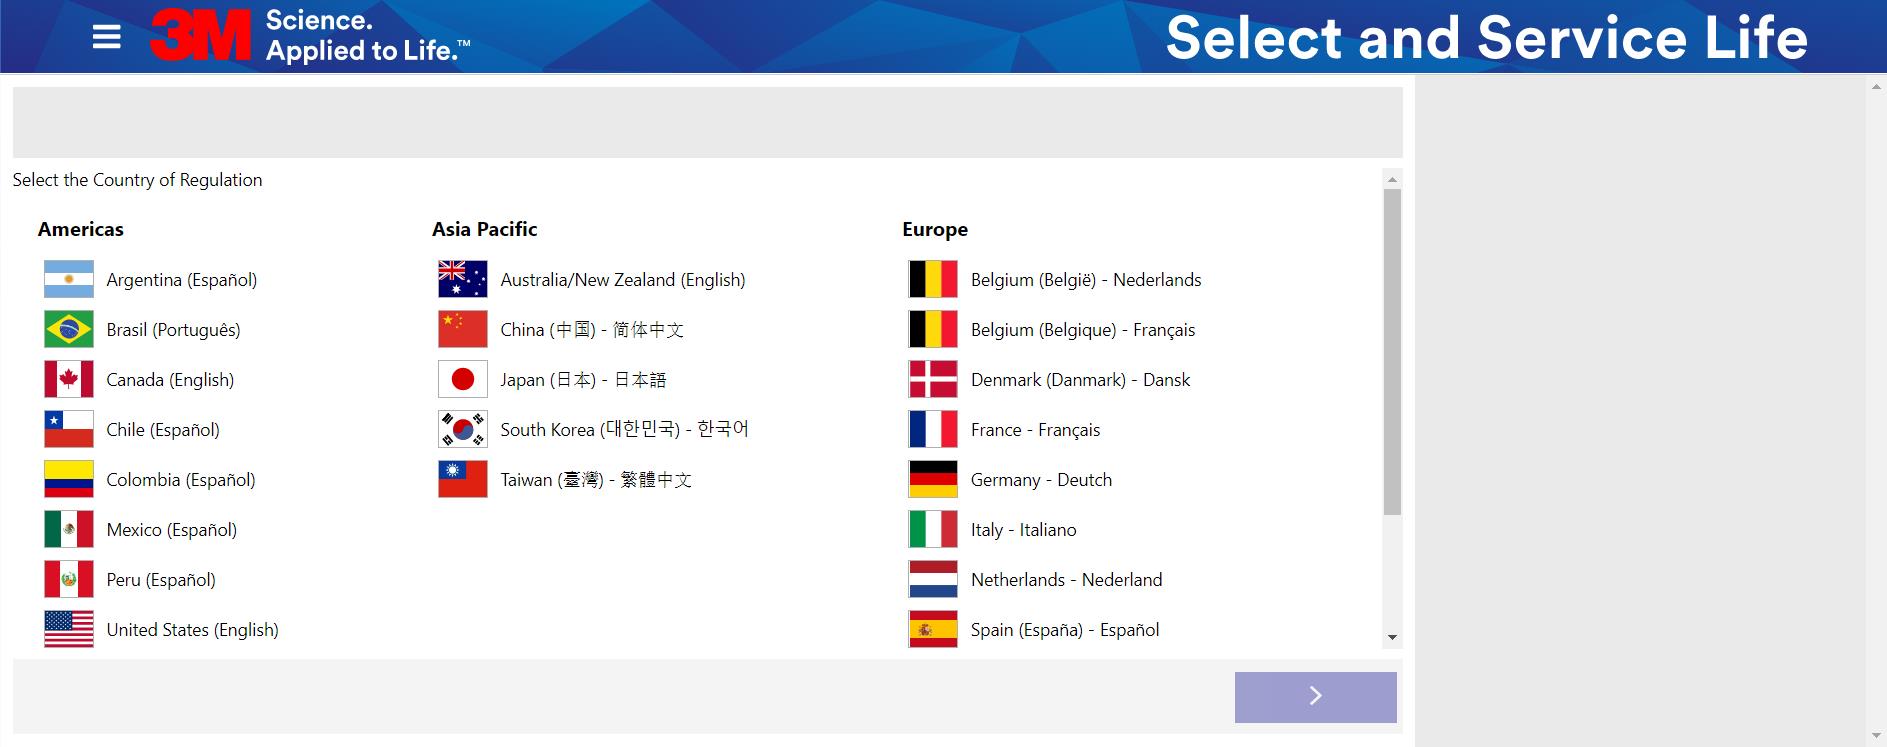 3M
Science.
Applied to Life.™
Select and Service Life
Select the Country of Regulation
Americas
Argentina (Español)
Brasil (Português)
Canada (English)
Chile (Español)
Colombia (Español)
Mexico (Español)
Peru (Español)
United States (English)
Asia Pacific
Australia/New Zealand (English)
China (中国) - 简体中文
Japan (日本) - 日本語
South Korea (대한민국) - 한국어
Taiwan (臺灣) - 繁體中文
Europe
Belgium (België) - Nederlands
Belgium (Belgique) - Français
Denmark (Danmark) - Dansk
France - Français
Germany - Deutch
Italy - Italiano
Netherlands - Nederland
Spain (España) - Español